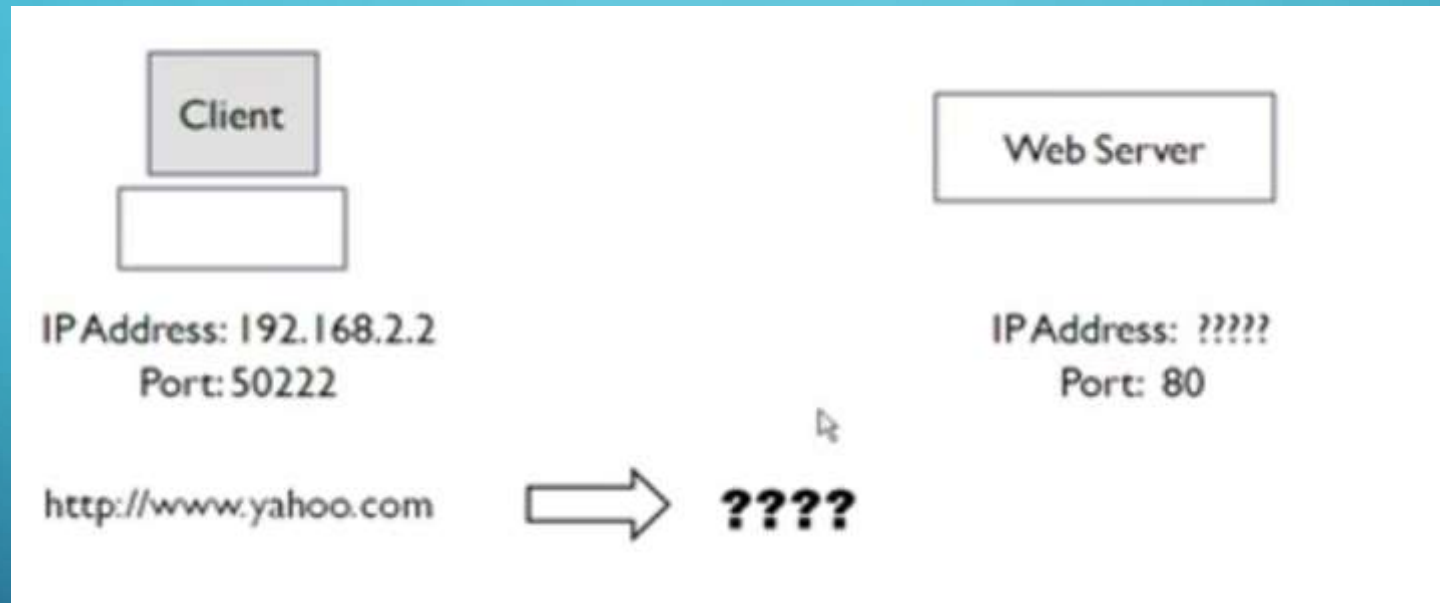 Client
Web Server
IP Address: 192.168.2.2
Port: 50222
IP Address: ?????
Port: 80
http://www.yahoo.com
????